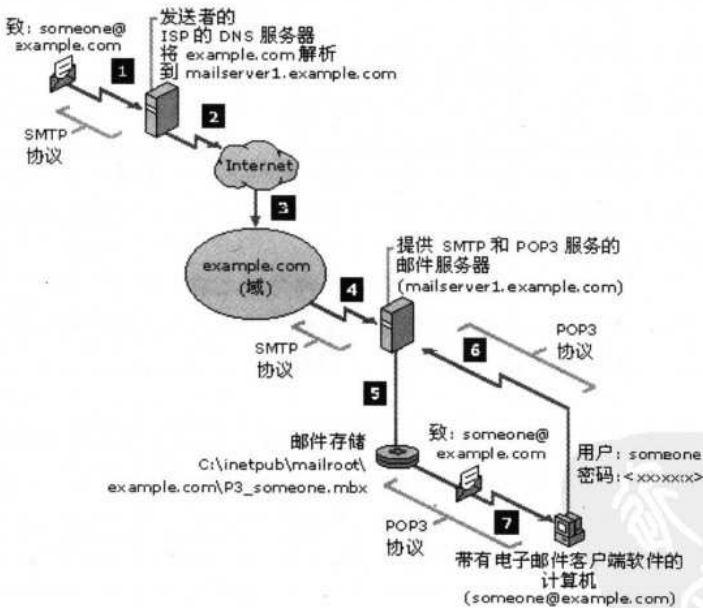 致: someone@
example.com
1
发送者的
ISP 的 DNS 服务器
将 example.com 解析
到 mailserver1.example.com
SMTP
协议
2
Internet
3
example.com
(域)
4
SMTP
协议
提供 SMTP 和 POP3 服务的
邮件服务器
(mailserver1.example.com)
6
POP3
协议
5
邮件存储
C:\inetpub\mailroot\
example.com\P3_someone.mbx
致: someone@
example.com
用户: someone
密码:<xxxxxx>
7
POP3
协议
带有电子邮件客户端软件的
计算机
(someone@example.com)